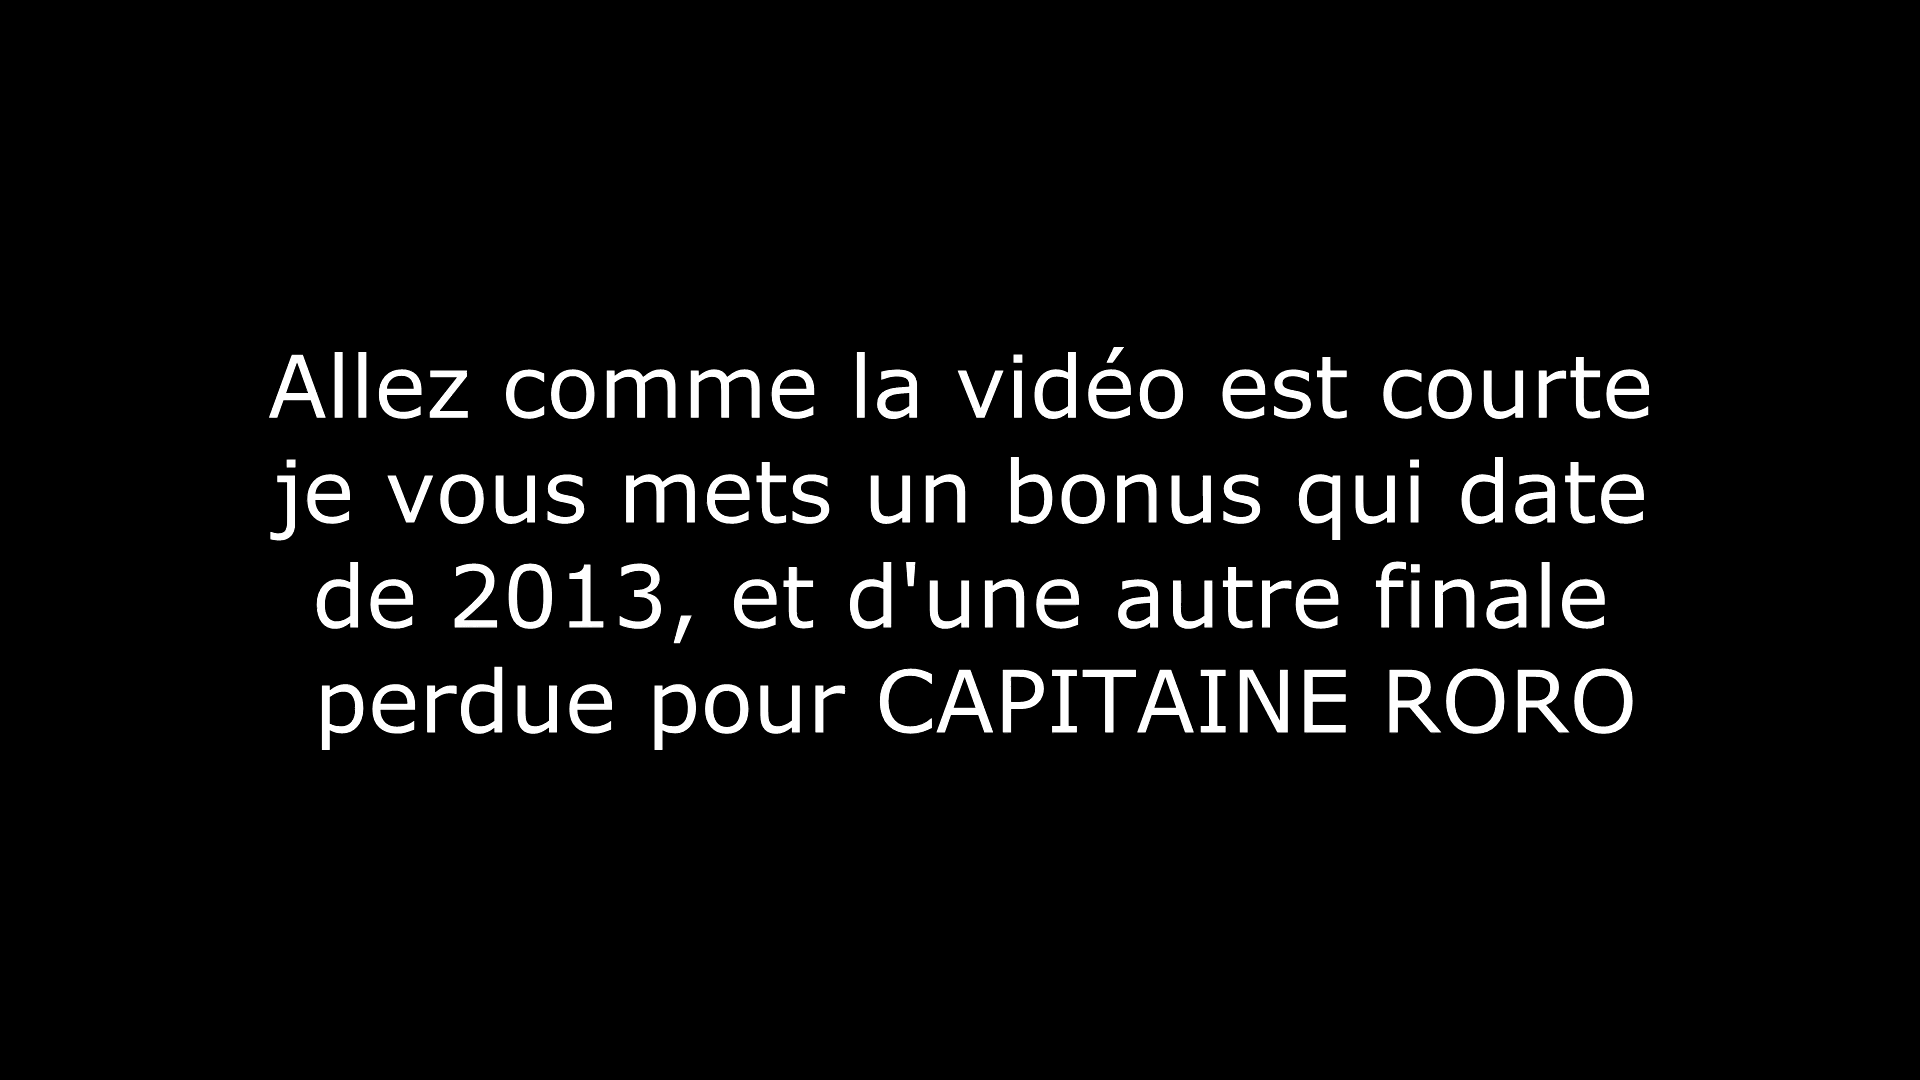 Allez comme la vidéo est courte
je vous mets un bonus qui date
de 2013, et d'une autre finale
perdue pour CAPITAINE RORO